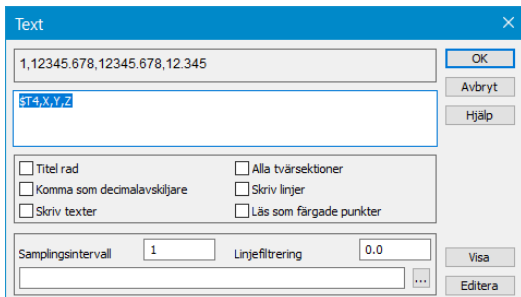 Text
1,12345.678,12345.678,12.345
OK
Avbryt
$T4,X,Y,Z
Hjälp
Titel rad
Alla tvärsektioner
Komma som decimalavskiljare
Skriv linjer
Skriv texter
Läs som färgade punkter
Samplingsintervall 1 Linjefiltrering 0.0
Visa
...
Editera